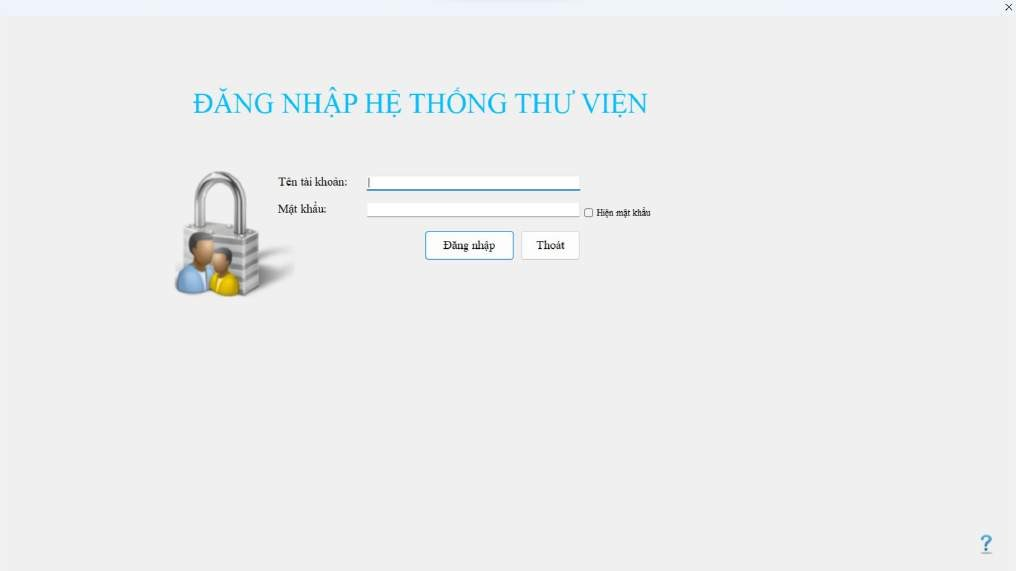 ĐĂNG NHẬP HỆ THỐNG THƯ VIỆN
Tên tài khoản:
Mật khẩu:
Hiện mật khẩu
Đăng nhập
Thoát
?